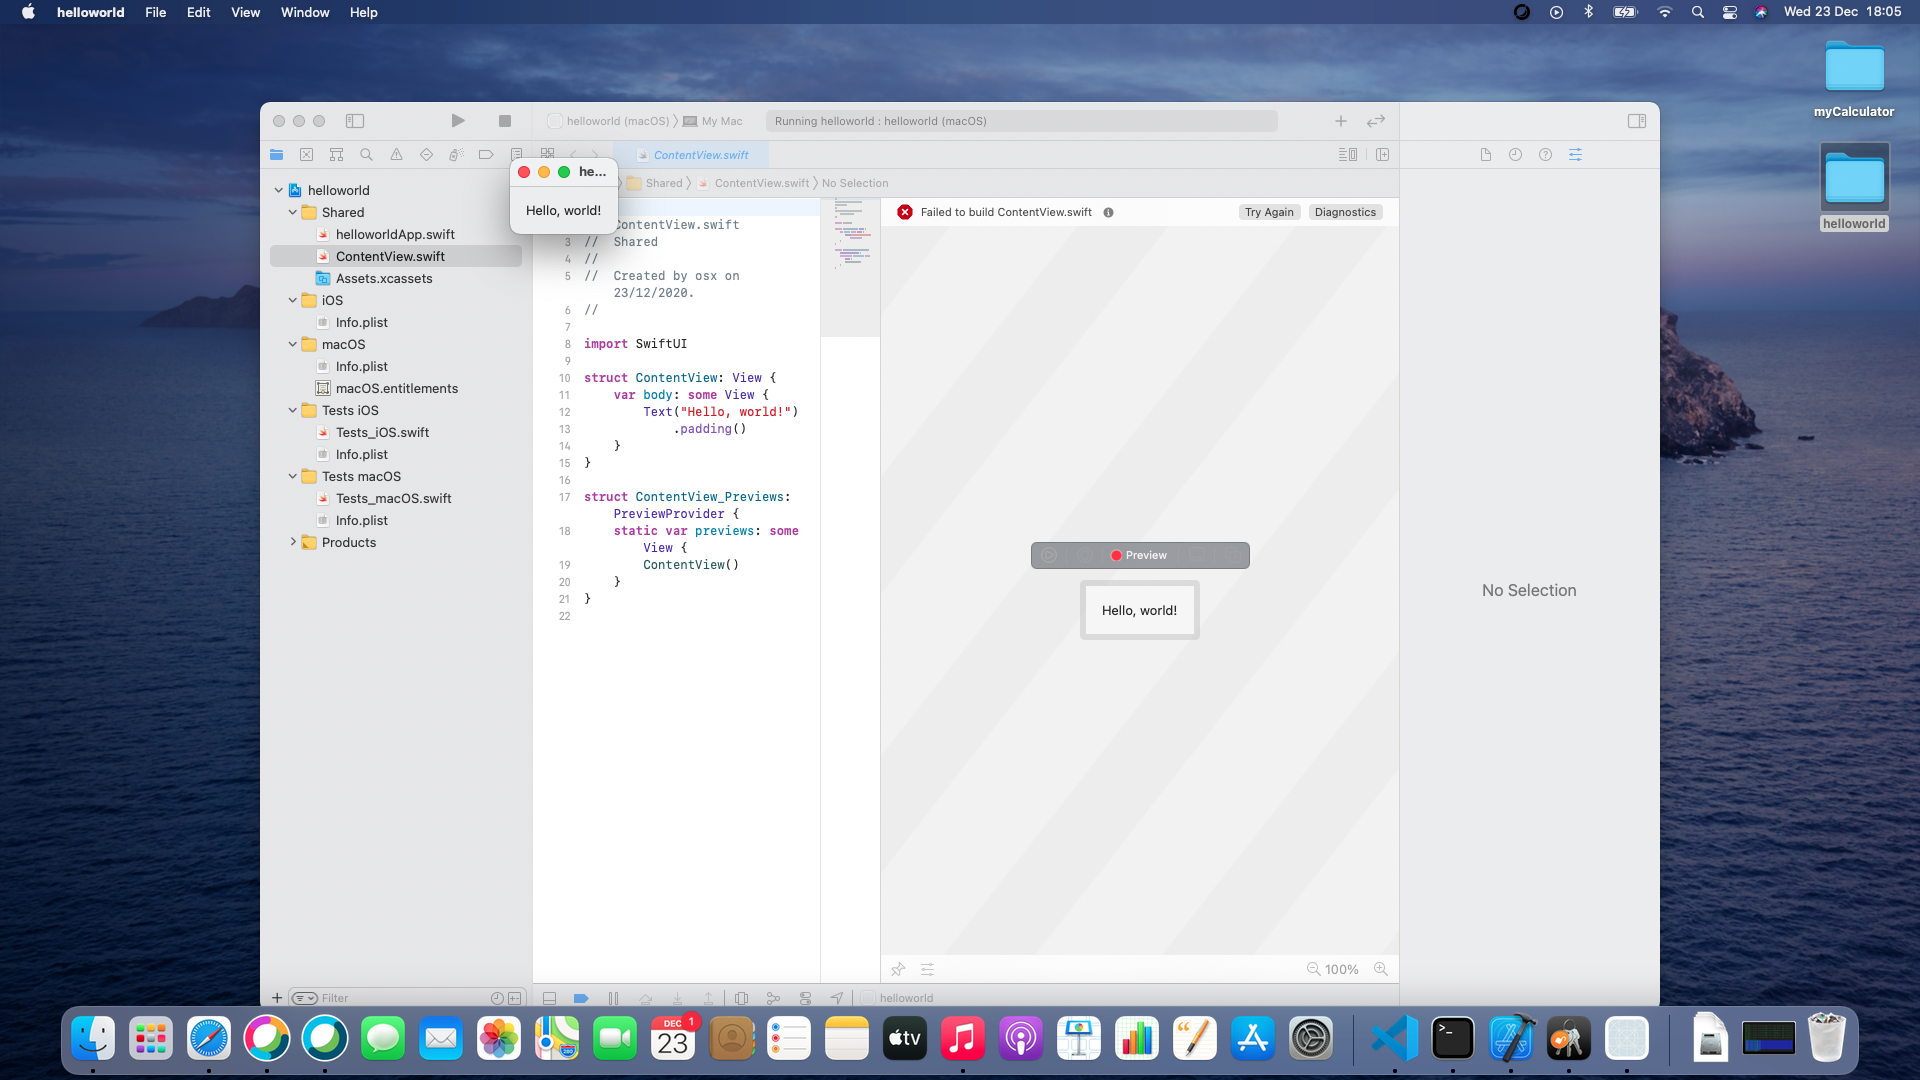 helloworld File Edit View Window Help
Wed 23 Dec 18:05
myCalculator
helloworld
helloworld (macOS) 〉 My Mac
Running helloworld : helloworld (macOS)
ContentView.swift
he...
Hello, world!
Shared 〉 ContentView.swift 〉 No Selection
helloworld
Shared
helloworldApp.swift
ContentView.swift
Assets.xcassets
iOS
Info.plist
macOS
Info.plist
macOS.entitlements
Tests iOS
Tests_iOS.swift
Info.plist
Tests macOS
Tests_macOS.swift
Info.plist
Products
Filter
ContentView.swift
3 // Shared
4 //
5 // Created by osx on
23/12/2020.
6 //
7
8 import SwiftUI
9
10 struct ContentView: View {
11 var body: some View {
12 Text("Hello, world!")
13 .padding()
14 }
15 }
16
17 struct ContentView_Previews:
PreviewProvider {
18 static var previews: some
View {
19 ContentView()
20 }
21 }
22
Failed to build ContentView.swift
Try Again Diagnostics
Preview
Hello, world!
No Selection
100%
helloworld
DEC 1
23
280
tv
>_